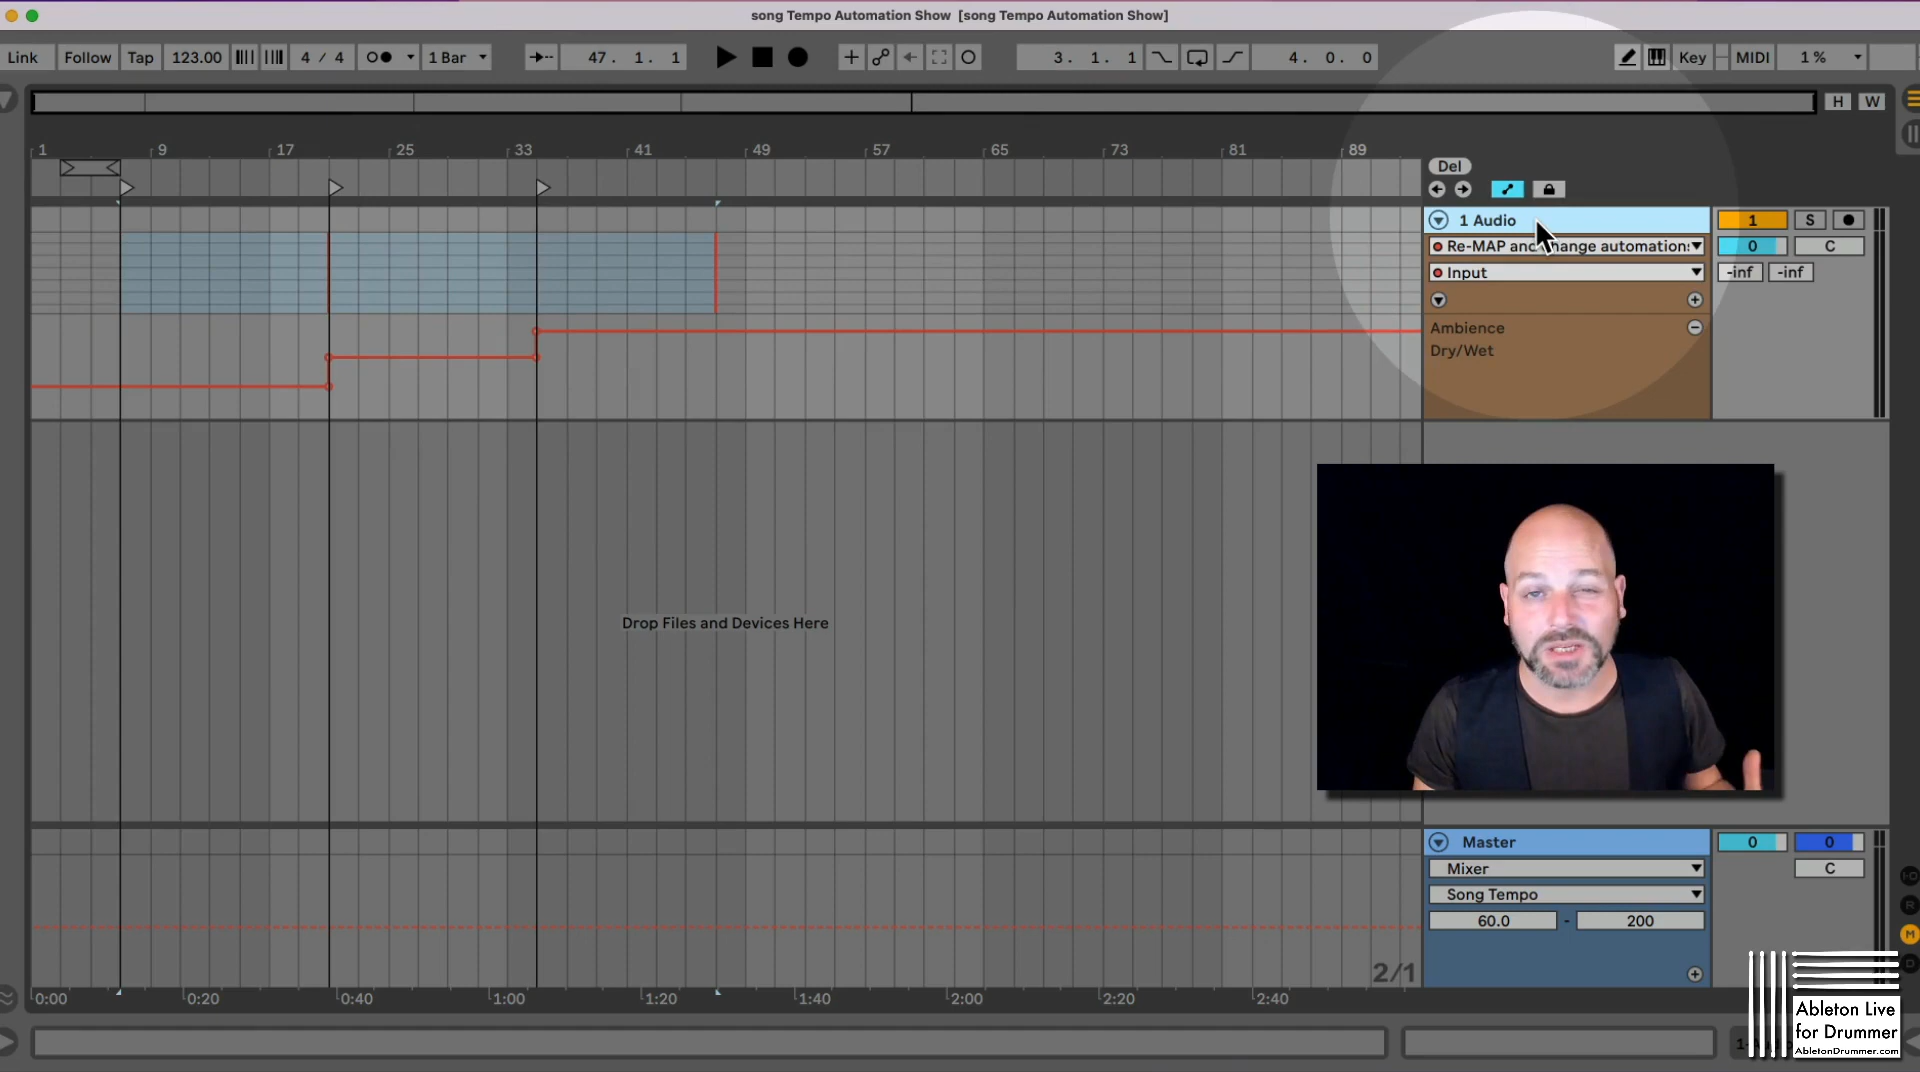 song Tempo Automation Show [song Tempo Automation Show]
Link Follow Tap 123.00 4 / 4 1 Bar 47. 1. 1 3. 1. 1 4. 0. 0 Key MIDI 1 %
H W
1 9 17 25 33 41 49 57 65 73 81 89
Del
1 Audio 1 S
Re-MAP and change automation 0 C
Input -inf -inf
Ambience
Dry/Wet
Drop Files and Devices Here
Master 0 0
Mixer C
Song Tempo
60.0 - 200
2/1
0:00 0:20 0:40 1:00 1:20 1:40 2:00 2:20 2:40
R
M
D
Ableton Live
for Drummer
AbletonDrummer.com